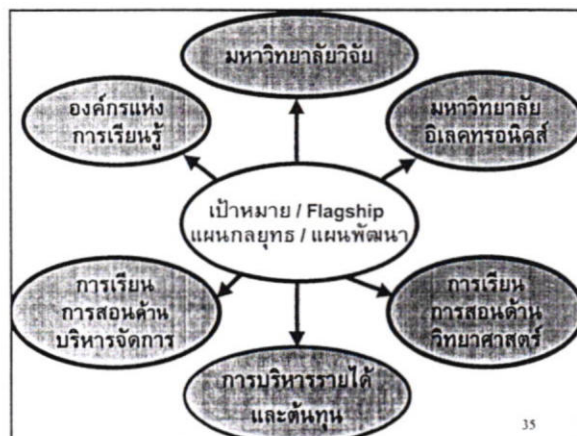 มหาวิทยาลัยวิจัย
องค์กรแห่ง
การเรียนรู้
มหาวิทยาลัย
อิเลคทรอนิคส์
เป้าหมาย / Flagship
แผนกลยุทธ / แผนพัฒนา
การเรียน
การสอนด้าน
บริหารจัดการ
การเรียน
การสอนด้าน
วิทยาศาสตร์
การบริหารรายได้
และต้นทุน
35